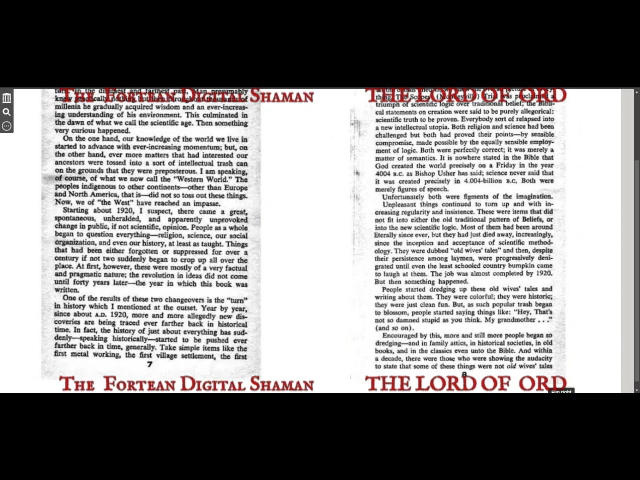 THE FORTEAN DIGITAL SHAMAN
millenia he gradually acquired wisdom and an ever-increas-
ing understanding of his environment. This culminated in
the dawn of what we call the scientific age. Then something
very curious happened.
On the one hand, our knowledge of the world we live in
started to advance with ever-increasing momentum; but, on
the other hand, ever more matters that had interested our
ancestors were tossed into a sort of intellectual trash can
on the grounds that they were preposterous. I am speaking,
of course, of what we now call the "Western World." The
peoples indigenous to other continents—other than Europe
and North America, that is—did not so toss out these things.
Now, we of "the West" have reached an impasse.
Starting about 1920, I suspect, there came a great,
spontaneous, unheralded, and apparently unprovoked
change in public, if not scientific, opinion. People as a whole
began to question everything—religion, science, our social
organization, and even our history, at least as taught. Things
that had been either forgotten or suppressed for over a
century if not two suddenly began to crop up all over the
place. At first, however, these were mostly of a very factual
and pragmatic nature; the revolution in ideas did not come
until forty years later—the year in which this book was
written.
One of the results of these two changeovers is the "turn"
in history which I mentioned at the outset. Year by year,
since about A.D. 1920, more and more allegedly new dis-
coveries are being traced ever farther back in historical
time. In fact, the history of just about everything has sud-
denly—speaking historically—started to be pushed ever
farther back in time, generally. Take simple items like the
first metal working, the first village settlement, the first
7
THE FORTEAN DIGITAL SHAMAN
THE LORD OF ORD
triumph of scientific logic over traditional belief, the Bibli-
cal statements on creation were said to be purely allegorical:
scientific truth to be proven. Everybody sort of relapsed into
a new intellectual utopia. Both religion and science had been
challenged but both had proved their points—by sensible
compromise, made possible by the equally sensible employ-
ment of logic. Both were perfectly correct; it was merely a
matter of semantics. It is nowhere stated in the Bible that
God created the world precisely on a Friday in the year
4004 B.C. as Bishop Usher has said; science never said that
it was created precisely in 4.004-billion B.C. Both were
merely figures of speech.
Unfortunately both were figments of the imagination.
Unpleasant things continued to turn up and with in-
creasing regularity and insistence. These were items that did
not fit into either the old traditional pattern of Beliefs, or
into the new scientific logic. Most of them had been around
literally since ever, but they had just died away, increasingly,
since the inception and acceptance of scientific method-
ology. They were dubbed "old wives' tales" and then, despite
their persistence among laymen, were progressively deni-
grated until even the least schooled country bumpkin came
to laugh at them. The job was almost completed by 1920.
But then something happened.
People started dredging up these old wives' tales and
writing about them. They were colorful; they were historic;
they were just clean fun. But, as such popular trash began
to blossom, people started saying things like: "Hey, That's
not so damned stupid as you think. My grandmother . . ."
(and so on).
Encouraged by this, more and still more people began so
dredging—and in family attics, in historical societies, in old
books, and in the classics even unto the Bible. And within
a decade, there were those who were showing the audacity
to state that some of these things were not old wives' tales
8
THE LORD OF ORD